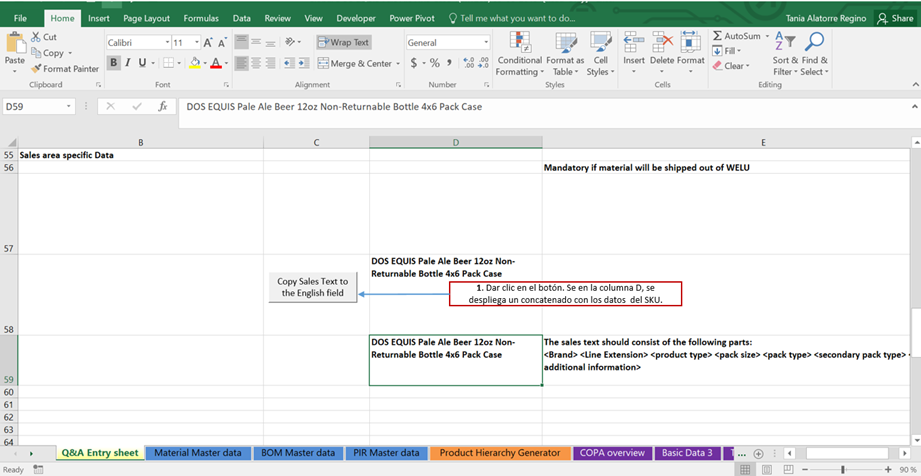 File Home Insert Page Layout Formulas Data Review View Developer Power Pivot Tell me what you want to do... Tania Alatorre Regino Share
Paste
Cut
Copy
Format Painter
Clipboard
Calibri 11 A A
B I U A
Font
Wrap Text
Merge & Center
Alignment
General
$ % ,
Number
Conditional Formatting
Format as Table
Cell Styles
Styles
Insert Delete Format
Cells
AutoSum
Fill
Clear
Sort & Filter
Find & Select
Editing
D59 fx DOS EQUIS Pale Ale Beer 12oz Non-Returnable Bottle 4x6 Pack Case
B C D E
55 Sales area specific Data
56 Mandatory if material will be shipped out of WELU
57
DOS EQUIS Pale Ale Beer 12oz Non-
Returnable Bottle 4x6 Pack Case
Copy Sales Text to
the English field
1. Dar clic en el botón. Se en la columna D, se
despliega un concatenado con los datos del SKU.
58
DOS EQUIS Pale Ale Beer 12oz Non-
Returnable Bottle 4x6 Pack Case
The sales text should consist of the following parts:
<Brand> <Line Extension> <product type> <pack size> <pack type> <secondary pack type> <
additional information>
59
60
61
62
63
64
Q&A Entry sheet Material Master data BOM Master data PIR Master data Product Hierarchy Generator COPA overview Basic Data 3 ...
Ready 90 %